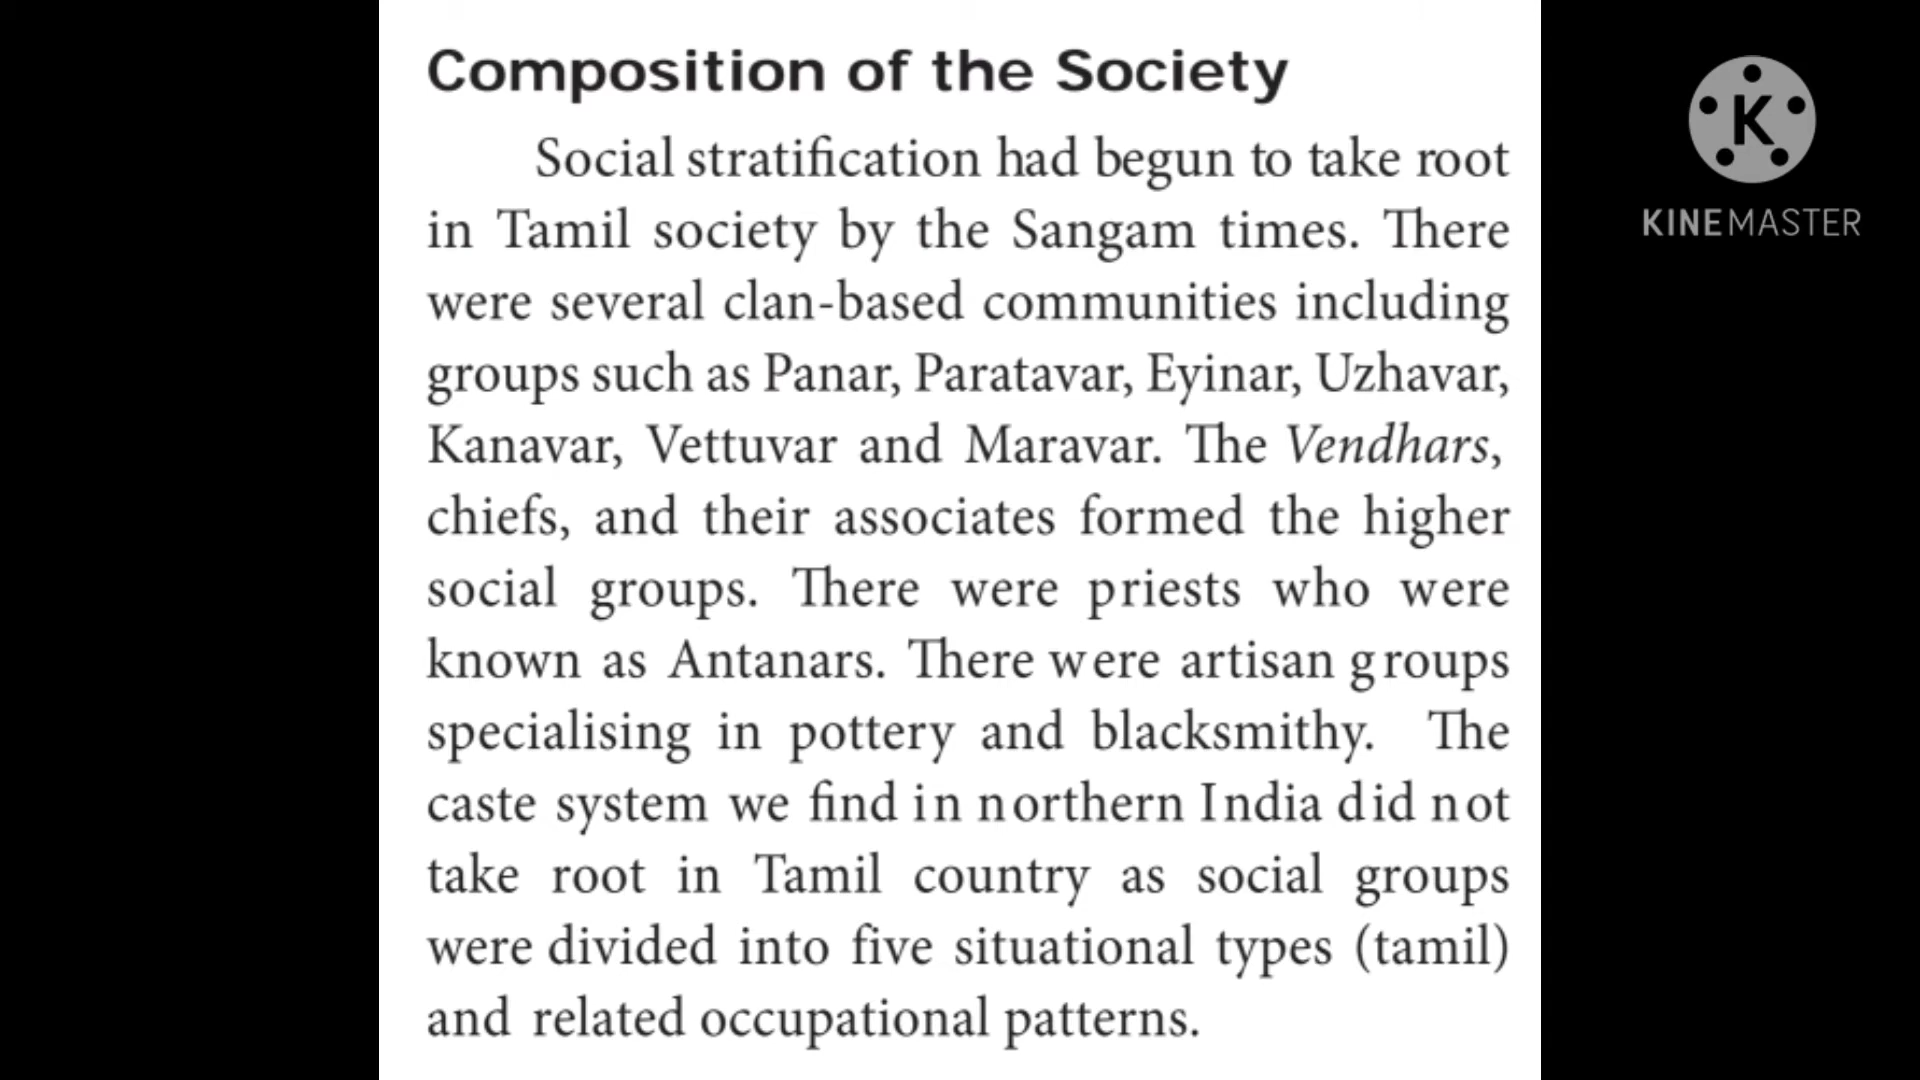 Composition of the Society
Social stratification had begun to take root
in Tamil society by the Sangam times. There
were several clan-based communities including
groups such as Panar, Paratavar, Eyinar, Uzhavar,
Kanavar, Vettuvar and Maravar. The Vendhars,
chiefs, and their associates formed the higher
social groups. There were priests who were
known as Antanars. There were artisan groups
specialising in pottery and blacksmithy. The
caste system we find in northern India did not
take root in Tamil country as social groups
were divided into five situational types (tamil)
and related occupational patterns.
K
KINEMASTER